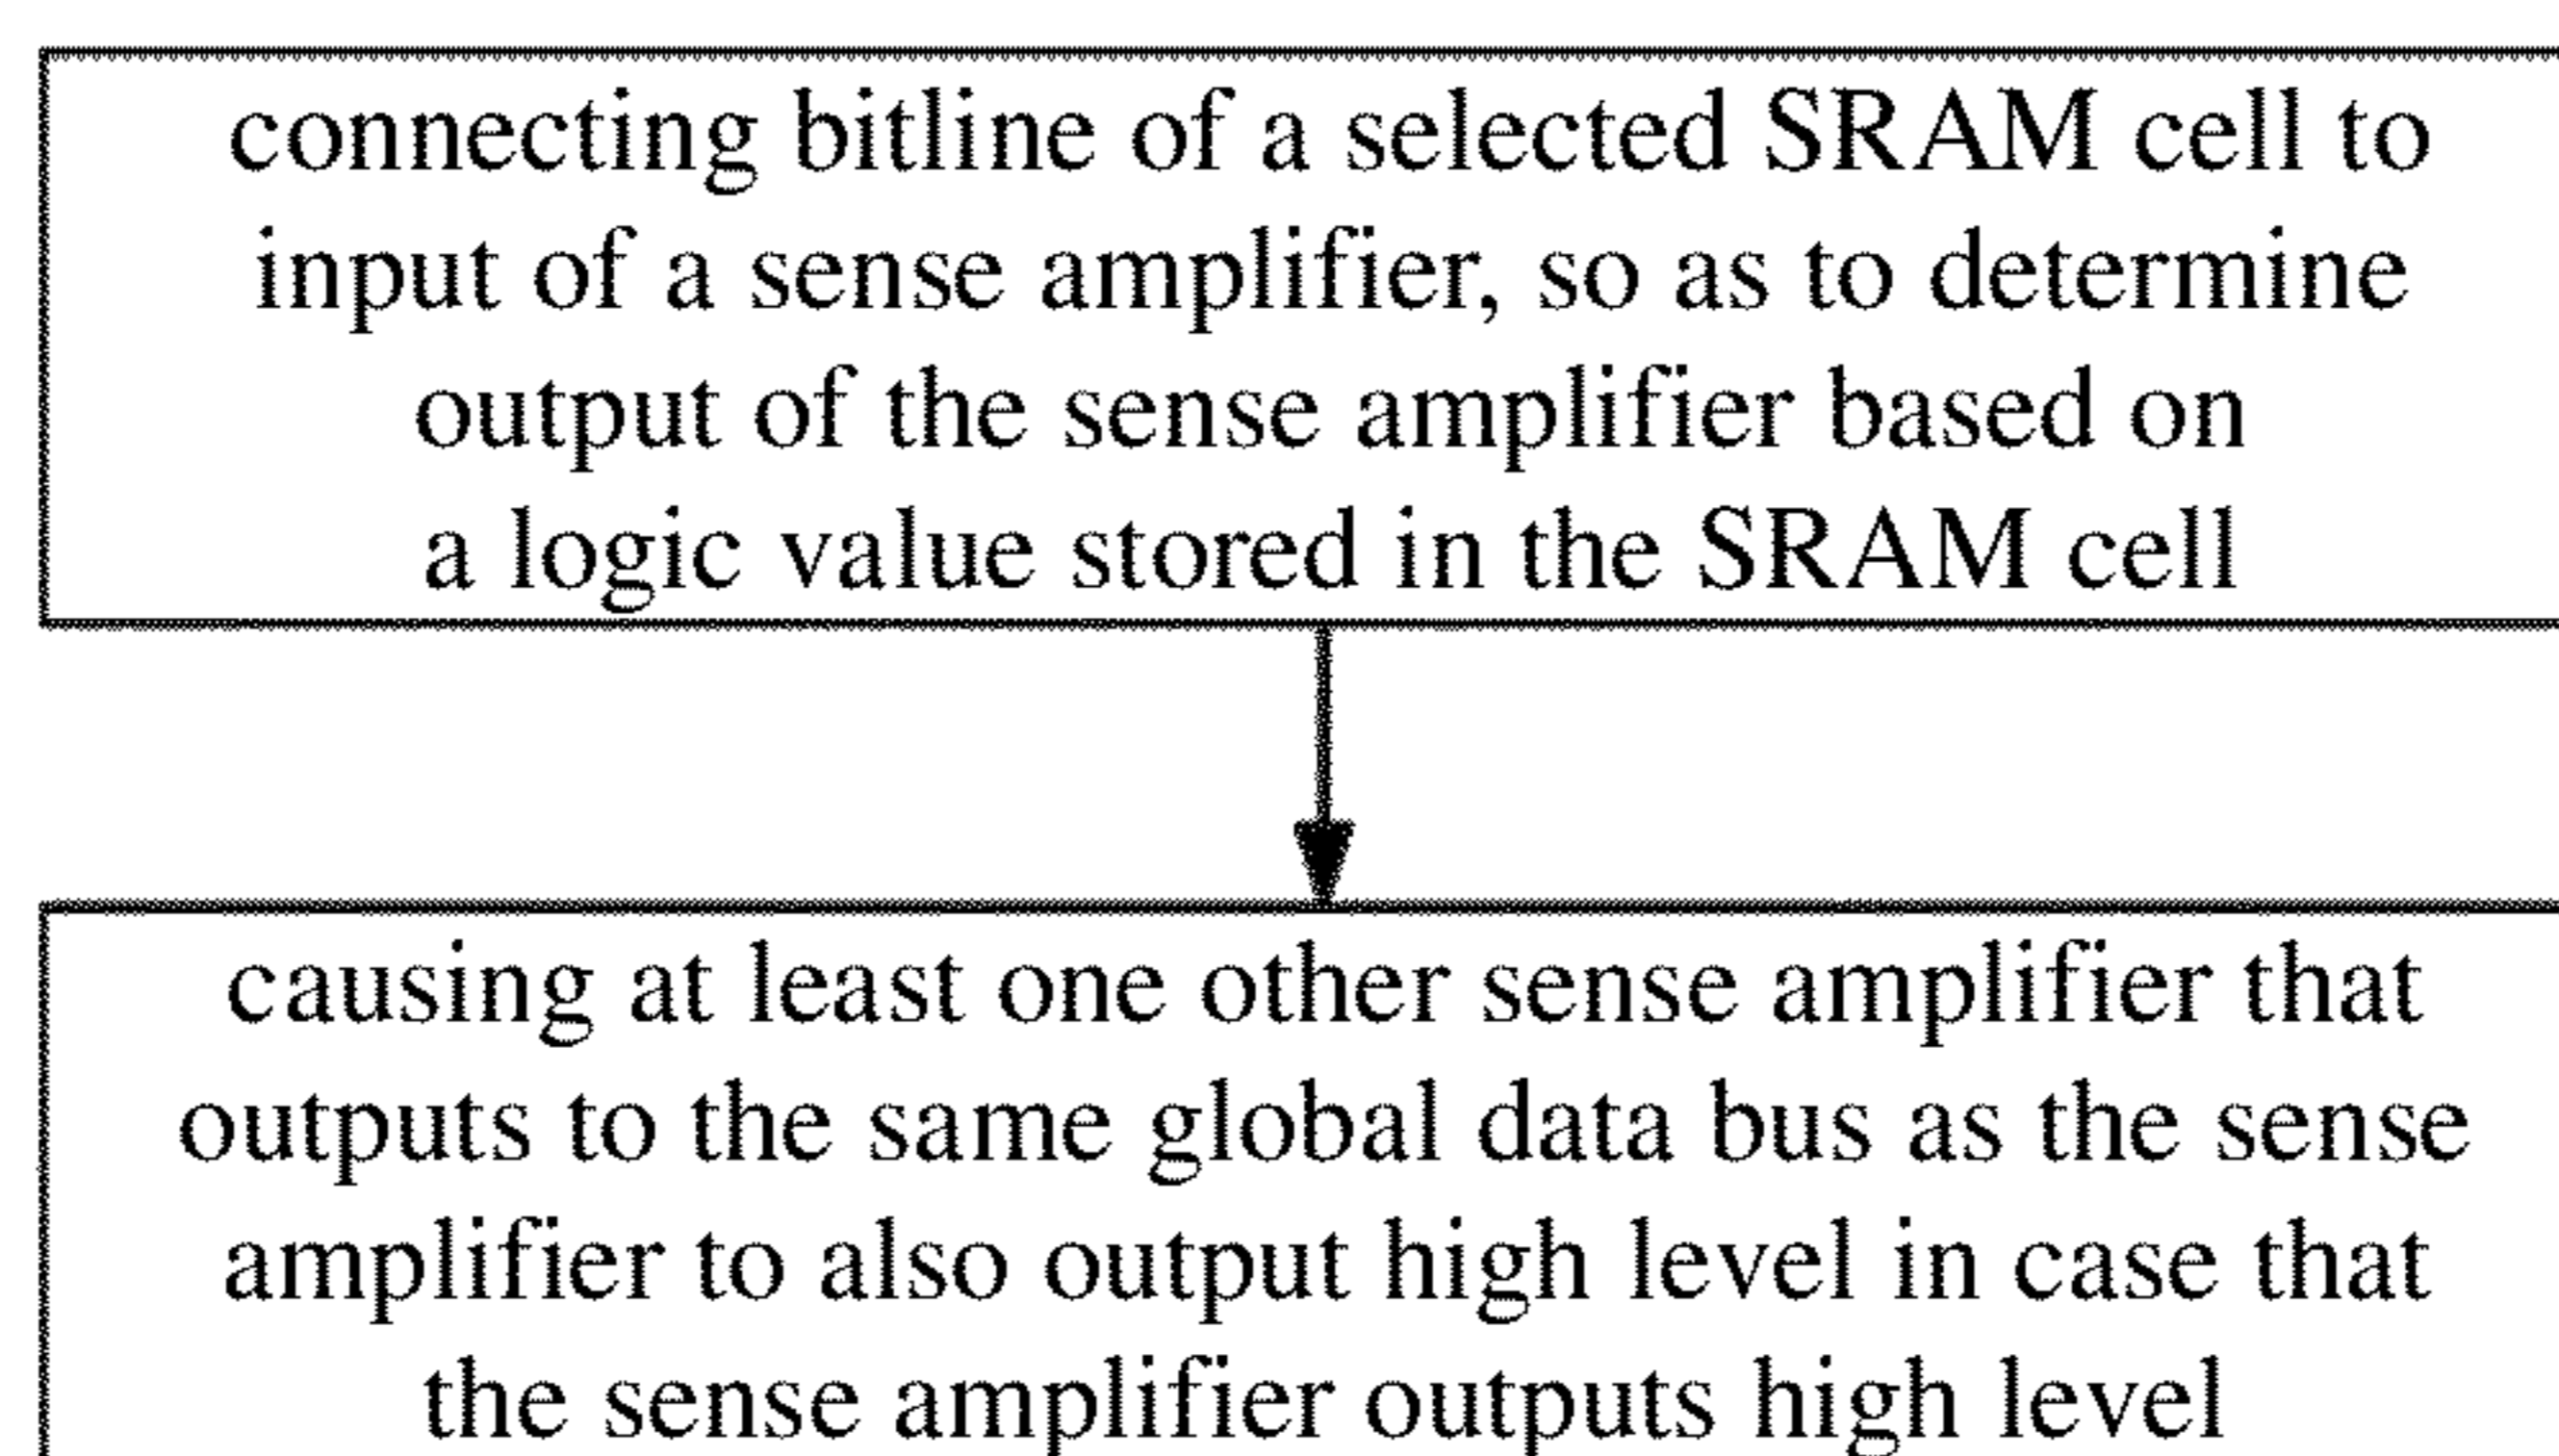 connecting bitline of a selected SRAM cell to
input of a sense amplifier, so as to determine
output of the sense amplifier based on
a logic value stored in the SRAM cell
causing at least one other sense amplifier that
outputs to the same global data bus as the sense
amplifier to also output high level in case that
the sense amplifier outputs high level